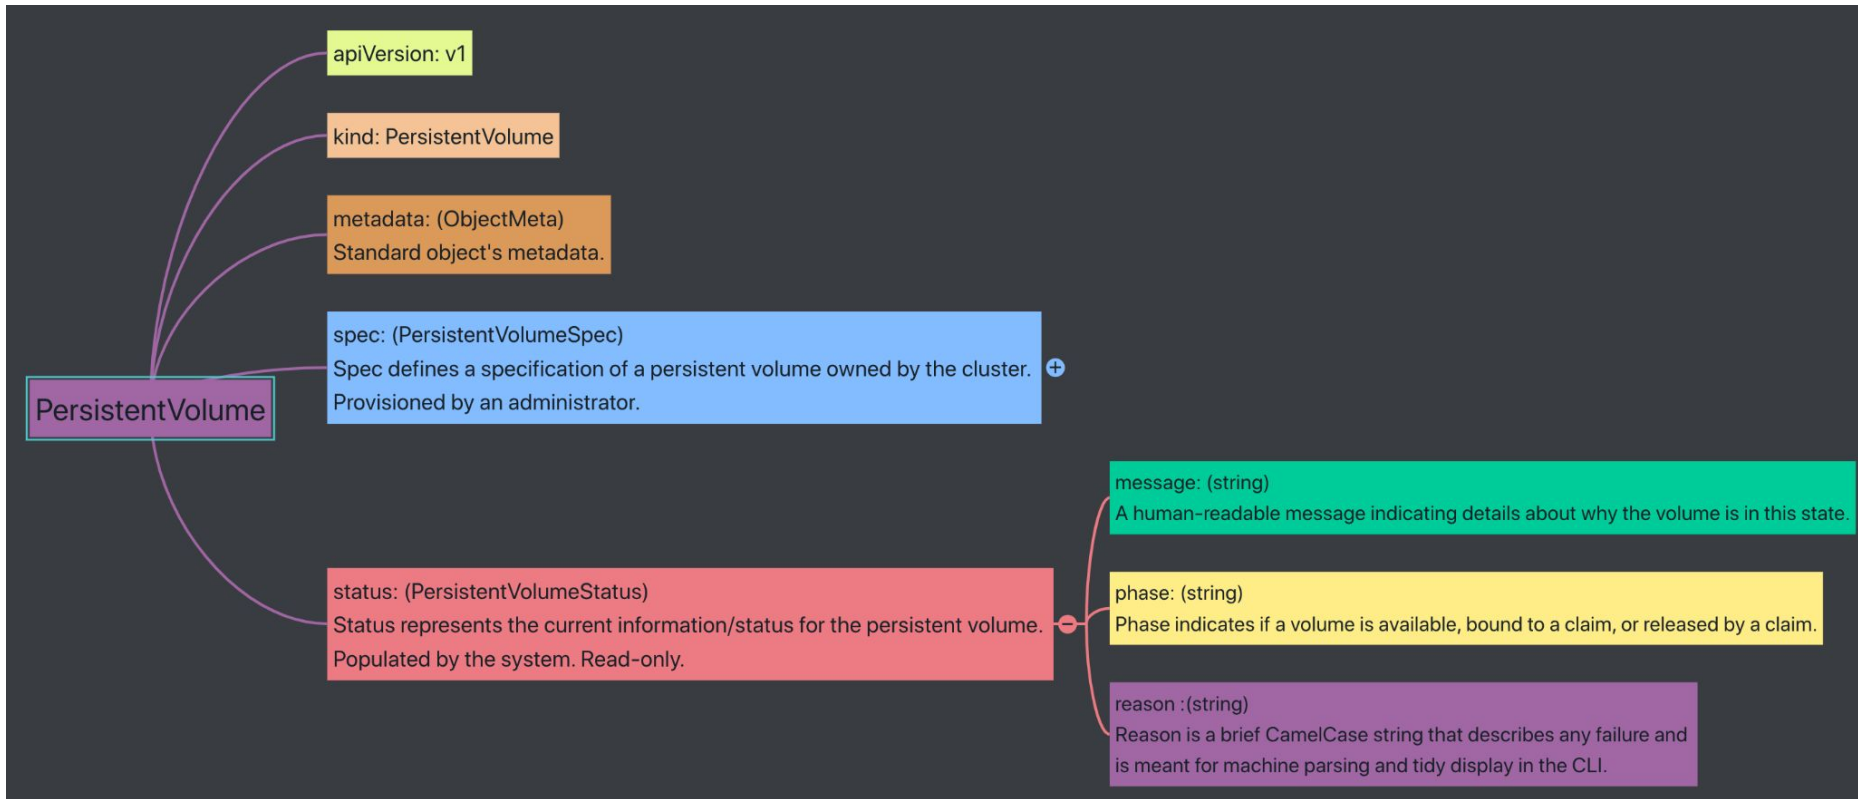 apiVersion: v1
kind: PersistentVolume
metadata: (ObjectMeta)
Standard object's metadata.
spec: (PersistentVolumeSpec)
Spec defines a specification of a persistent volume owned by the cluster.
Provisioned by an administrator.
PersistentVolume
status: (PersistentVolumeStatus)
Status represents the current information/status for the persistent volume.
Populated by the system. Read-only.
message: (string)
A human-readable message indicating details about why the volume is in this state.
phase: (string)
Phase indicates if a volume is available, bound to a claim, or released by a claim.
reason :(string)
Reason is a brief CamelCase string that describes any failure and
is meant for machine parsing and tidy display in the CLI.